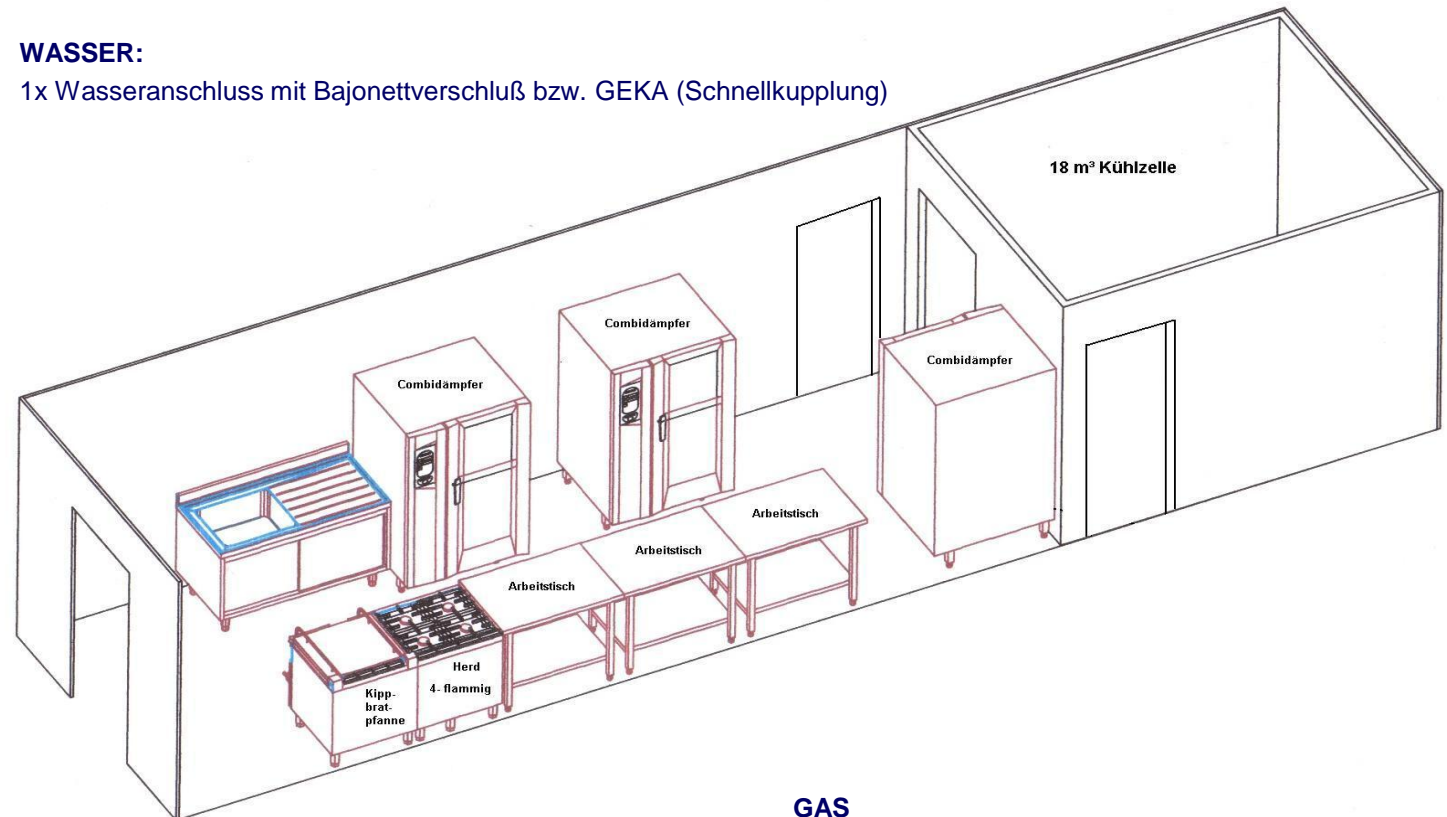 WASSER:
1x Wasseranschluss mit Bajonettverschluß bzw. GEKA (Schnellkupplung)
18 m³ Kühlzelle
Combidämpfer
Combidämpfer
Combidämpfer
Arbeitstisch
Arbeitstisch
Arbeitstisch
Herd
4- flammig
Kipp-
brat-
pfanne
GAS